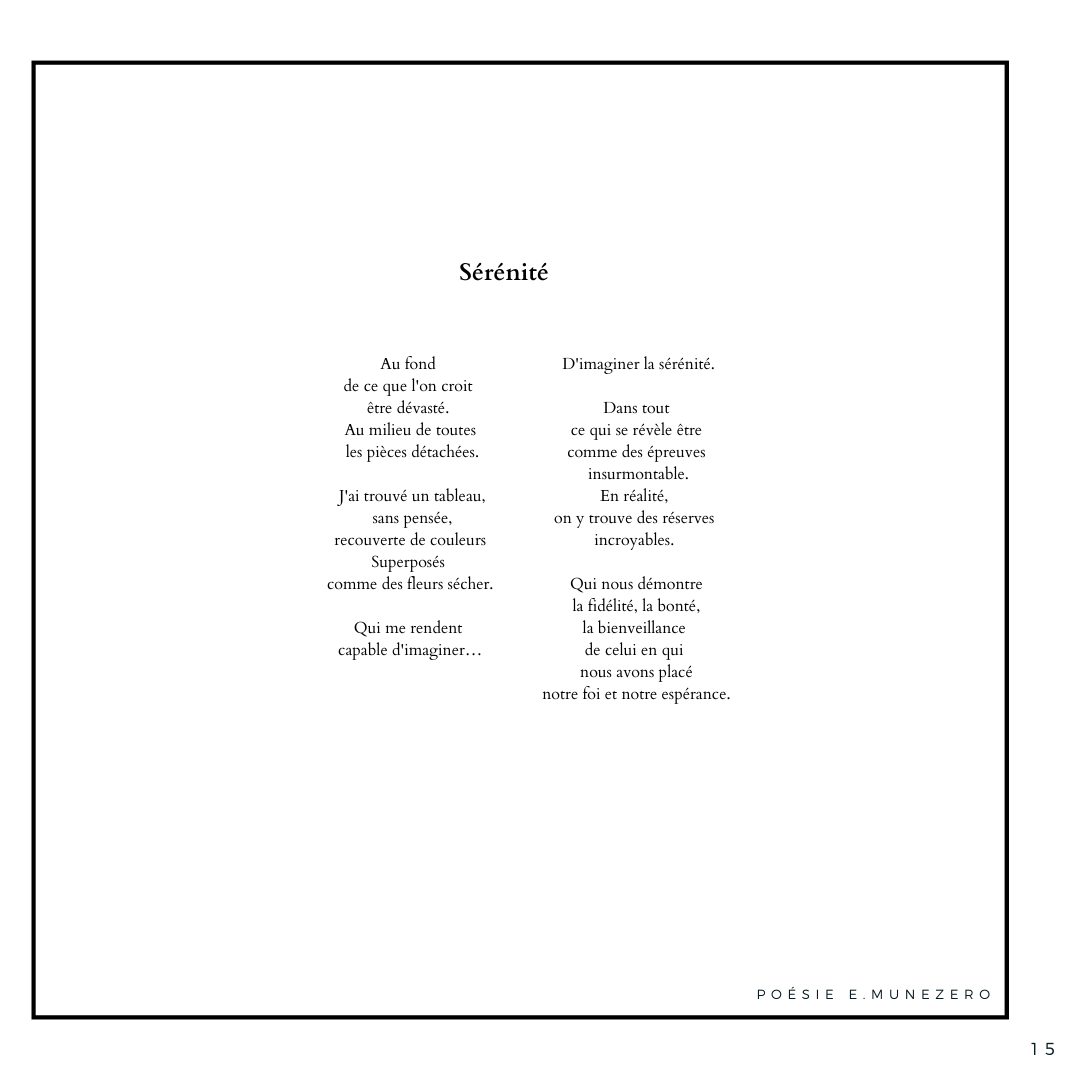 Sérénité
Au fond
de ce que l'on croit
être dévasté.
Au milieu de toutes
les pièces détachées.
J'ai trouvé un tableau,
sans pensée,
recouverte de couleurs
Superposés
comme des fleurs sécher.
Qui me rendent
capable d'imaginer…
D'imaginer la sérénité.
Dans tout
ce qui se révèle être
comme des épreuves
insurmontable.
En réalité,
on y trouve des réserves
incroyables.
Qui nous démontre
la fidélité, la bonté,
la bienveillance
de celui en qui
nous avons placé
notre foi et notre espérance.
POÉSIE E.MUNEZERO
15